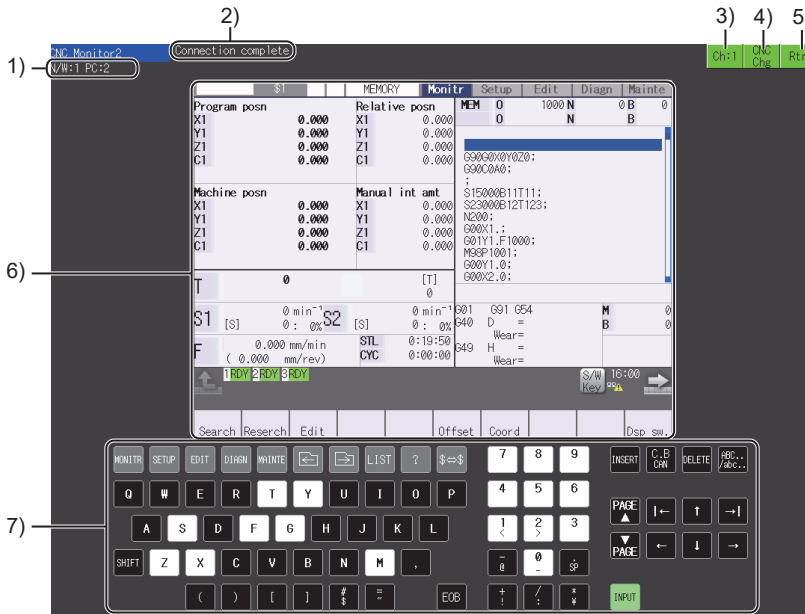 2)
3)
4)
5
1)
CNC Monitor2
Connection complete
N/W:1 PC:2
Ch:1
CNC Chg
Rtr
$1
MEMORY
Monitr
Setup
Edit
Diagn
Mainte
Program posn
X1 0.000
Y1 0.000
Z1 0.000
C1 0.000
Relative posn
X1 0.000
Y1 0.000
Z1 0.000
C1 0.000
MEM O 1000 N 0 B 0
O N B
G90G0X0Y0Z0;
G90C0A0;
;
S15000B11T11;
S23000B12T123;
N200;
G00X1.;
G01Y1.F1000;
M98P1001;
G00Y1.0;
G00X2.0;
Machine posn
X1 0.000
Y1 0.000
Z1 0.000
C1 0.000
Manual int amt
X1 0.000
Y1 0.000
Z1 0.000
C1 0.000
6)
T 0 [T] 0
S1 [S] 0 min⁻¹ 0 : 0%
S2 [S] 0 min⁻¹ 0 : 0%
F 0.000 mm/min
( 0.000 mm/rev)
STL 0:19:50
CYC 0:00:00
G01 G91 G54
G40 D =
Wear=
G49 H =
Wear=
M 0
B 0
1RDY 2RDY 3RDY
S/W Key
16:00
Search Reserch Edit Offset Coord Dsp sw.
7)
MONITR SETUP EDIT DIAGN MAINTE LIST ? $⇔$ 7 8 9 INSERT C.B CAN DELETE ABC.. /abc..
Q W E R T Y U I O P 4 5 6
A S D F G H J K L 1 < 2 > 3 PAGE ▲ |← ↑ →|
SHIFT Z X C V B N M , - @ 0 _ . SP ▼ PAGE ← ↓ →
( ) [ ] # $ = ~ EOB + ! / : * ¥ INPUT